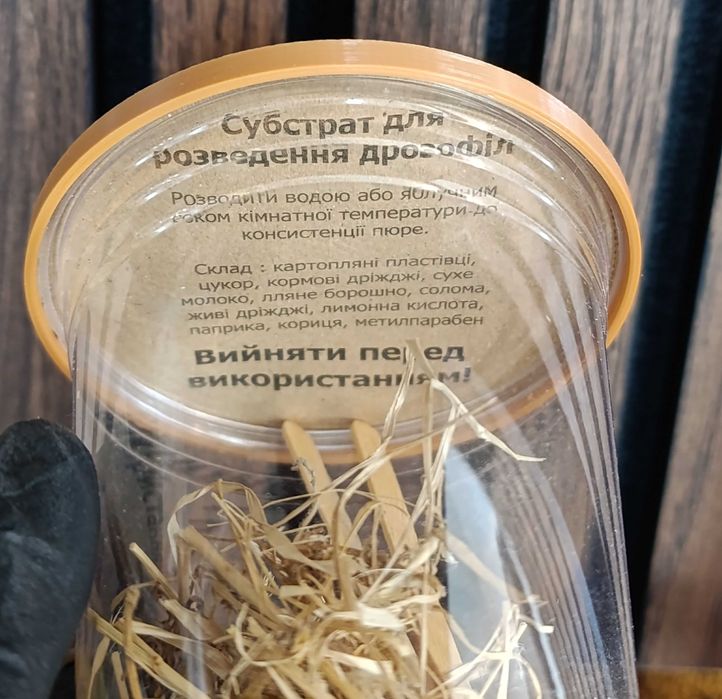 Субстрат для
розведення дрозофіл
Розводити водою або яблучним
соком кімнатної температури до
консистенції пюре.
Склад : картопляні пластівці,
цукор, кормові дріжджі, сухе
молоко, лляне борошно, солома,
живі дріжджі, лимонна кислота,
паприка, кориця, метилпарабен
Вийняти перед
використанням!